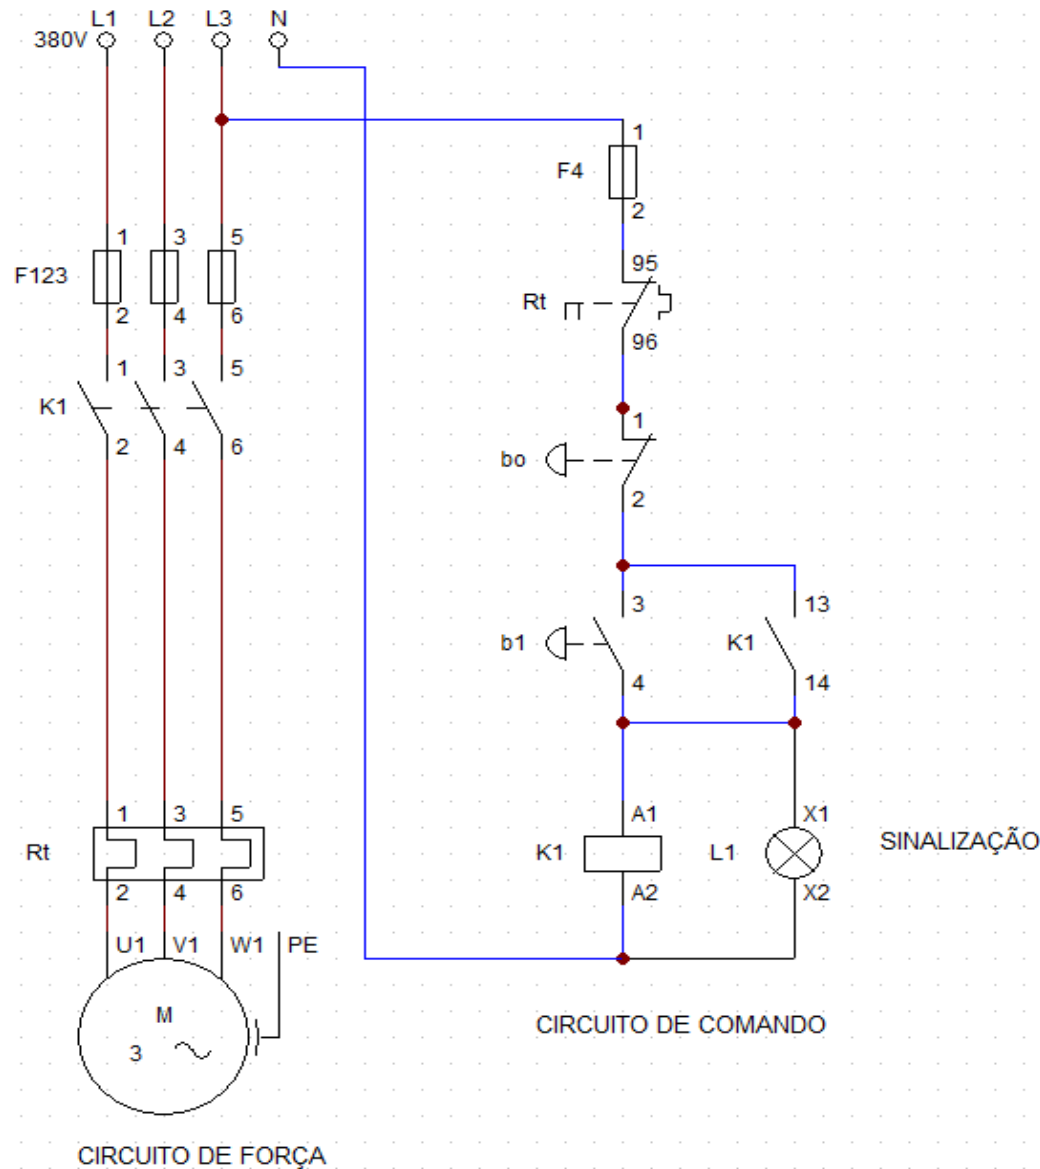 L1 L2 L3 N
380V
1
F4
2
1 3 5
F123
2 4 6
95
Rt
96
1 3 5
K1
2 4 6
1
bo
2
3 13
b1 K1
4 14
1 3 5
Rt
2 4 6
A1 X1
K1 L1
A2 X2
SINALIZAÇÃO
U1 V1 W1 PE
M
3
CIRCUITO DE COMANDO
CIRCUITO DE FORÇA